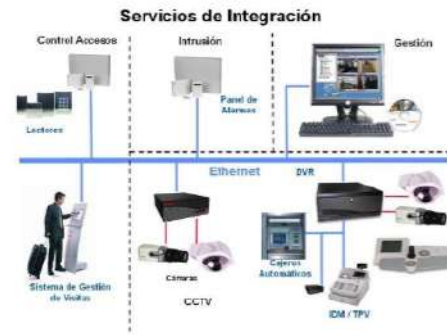 Servicios de Integración
Control Accesos
Intrusión
Gestión
Lectores
Panel de
Alarmas
Ethernet
DVR
Sistema de Gestión
de Visitas
Cámaras
CCTV
Cajeros
Automáticos
IDM / TPV